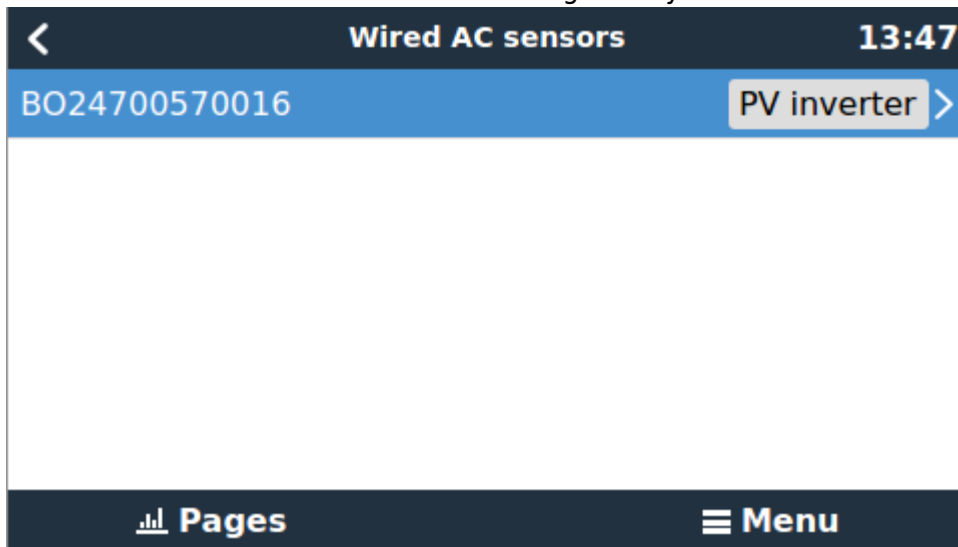 Wired AC sensors 13:47
BO24700570016 PV inverter
Pages Menu